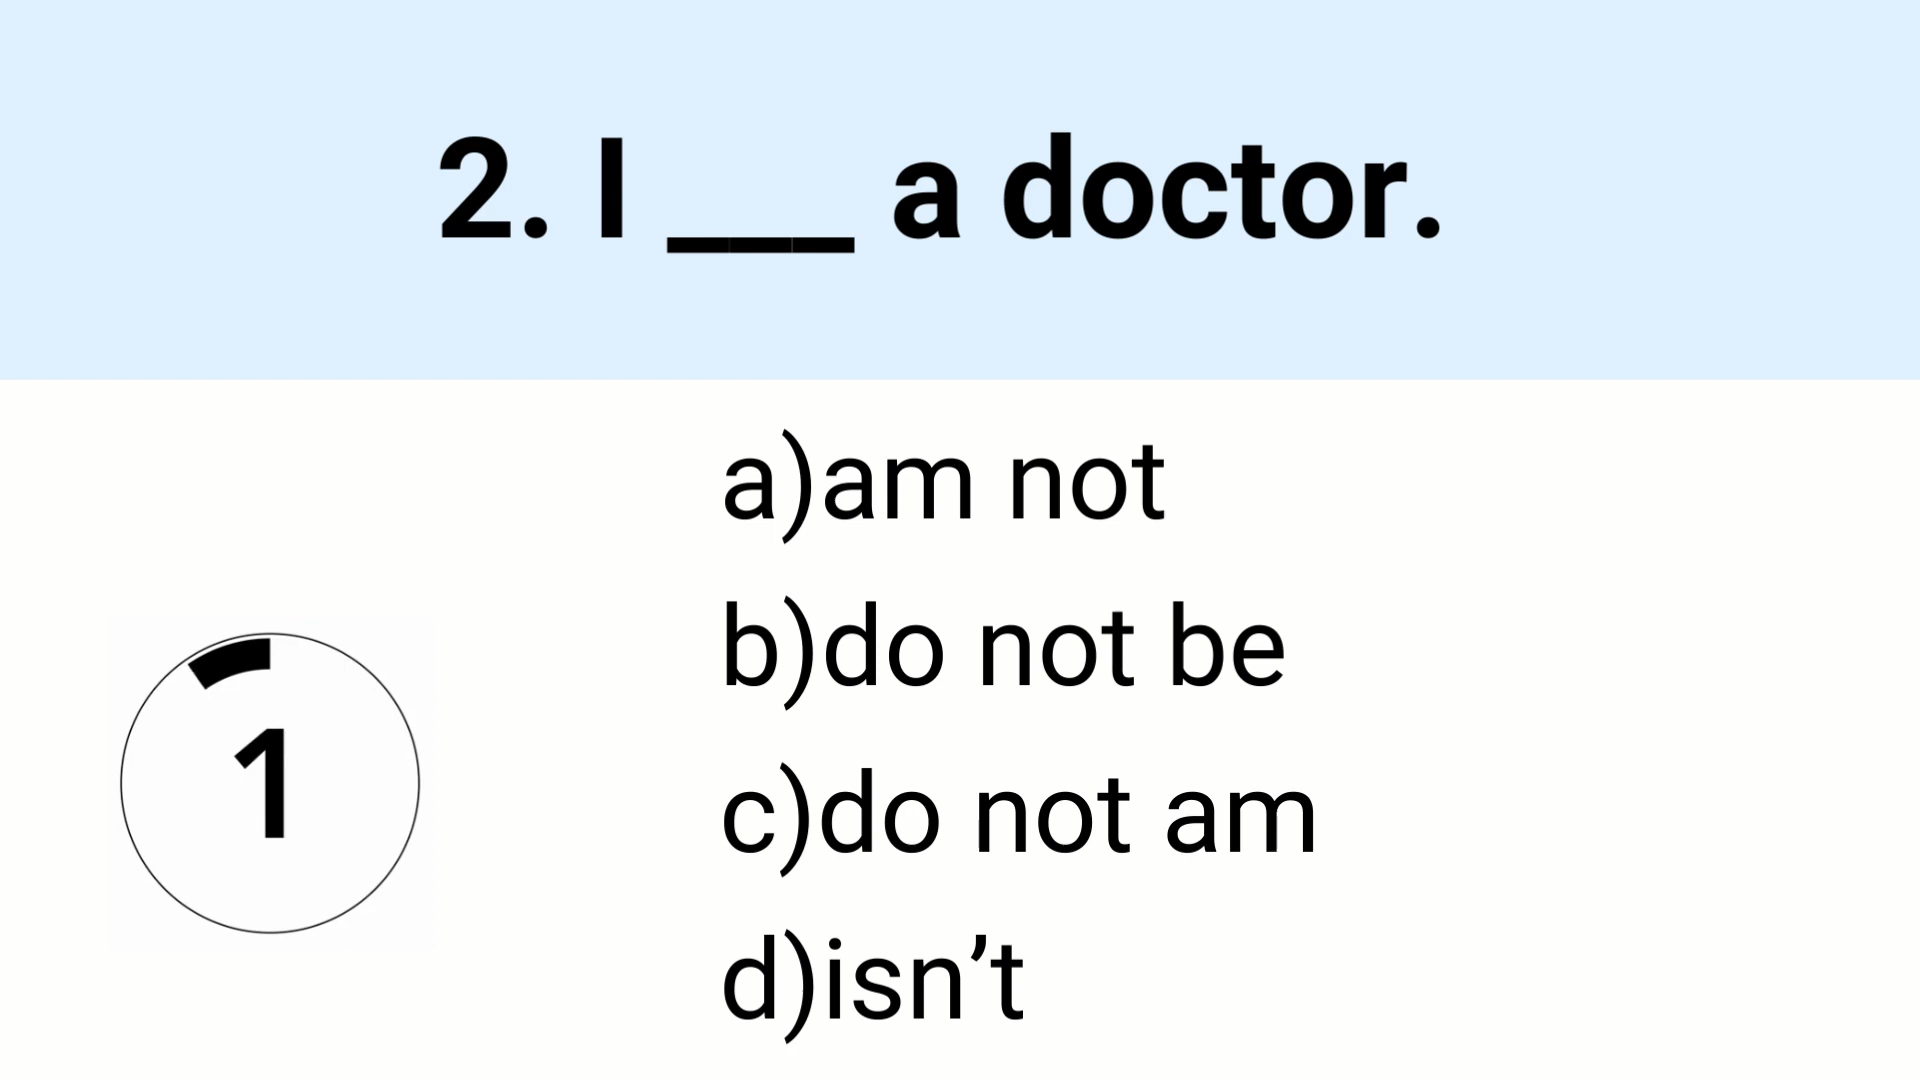 2. I ___ a doctor.
a)am not
b)do not be
c)do not am
d)isn’t
1